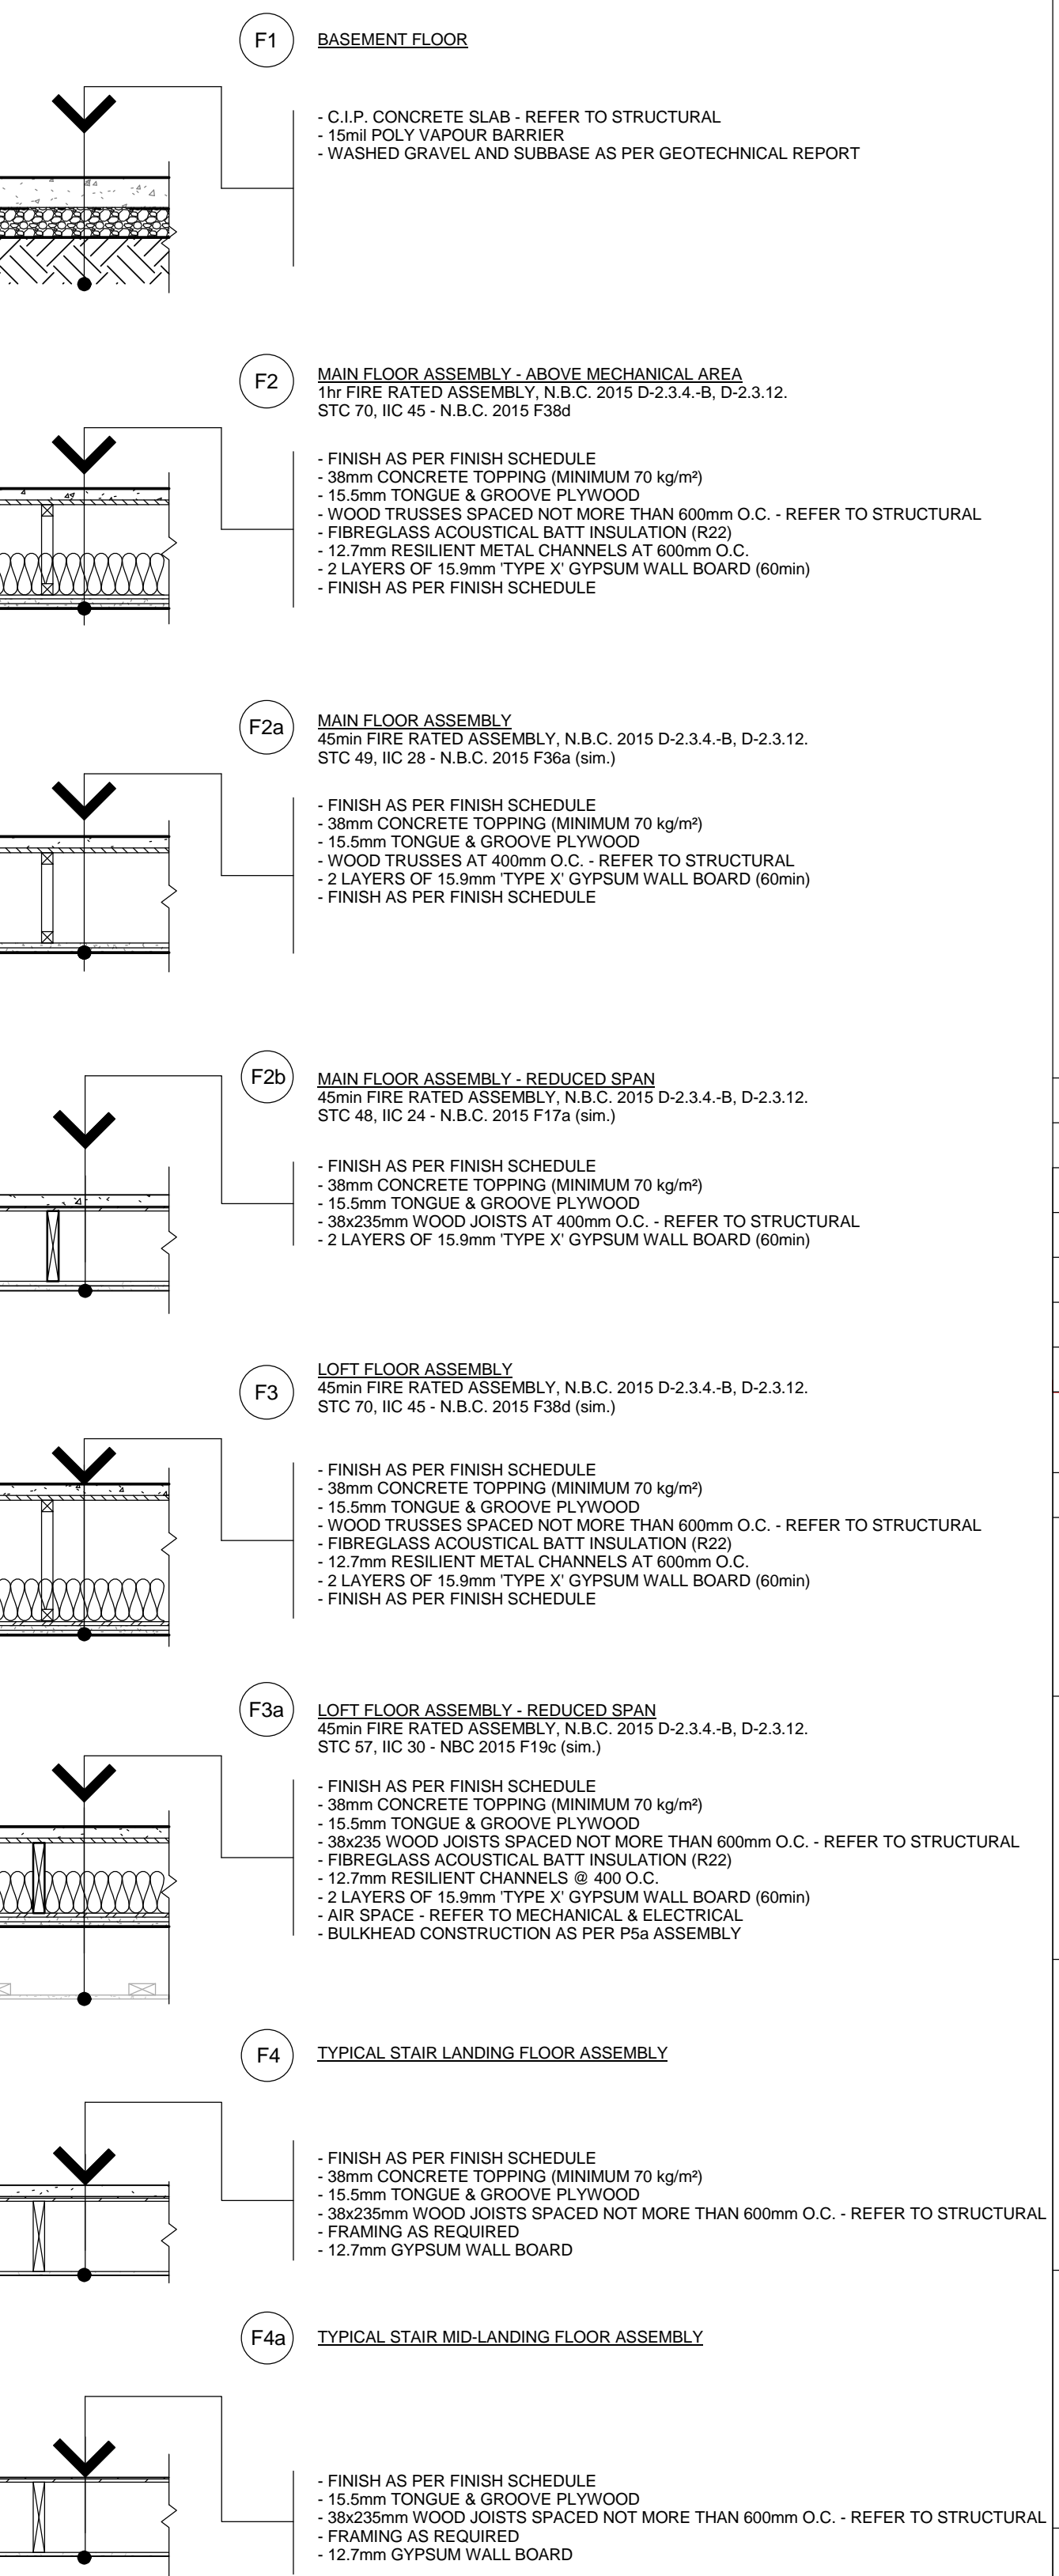 F1
BASEMENT FLOOR
- C.I.P. CONCRETE SLAB - REFER TO STRUCTURAL
- 15mil POLY VAPOUR BARRIER
- WASHED GRAVEL AND SUBBASE AS PER GEOTECHNICAL REPORT
F2
MAIN FLOOR ASSEMBLY - ABOVE MECHANICAL AREA
1hr FIRE RATED ASSEMBLY, N.B.C. 2015 D-2.3.4.-B, D-2.3.12.
STC 70, IIC 45 - N.B.C. 2015 F38d
- FINISH AS PER FINISH SCHEDULE
- 38mm CONCRETE TOPPING (MINIMUM 70 kg/m²)
- 15.5mm TONGUE & GROOVE PLYWOOD
- WOOD TRUSSES SPACED NOT MORE THAN 600mm O.C. - REFER TO STRUCTURAL
- FIBREGLASS ACOUSTICAL BATT INSULATION (R22)
- 12.7mm RESILIENT METAL CHANNELS AT 600mm O.C.
- 2 LAYERS OF 15.9mm 'TYPE X' GYPSUM WALL BOARD (60min)
- FINISH AS PER FINISH SCHEDULE
F2a
MAIN FLOOR ASSEMBLY
45min FIRE RATED ASSEMBLY, N.B.C. 2015 D-2.3.4.-B, D-2.3.12.
STC 49, IIC 28 - N.B.C. 2015 F36a (sim.)
- FINISH AS PER FINISH SCHEDULE
- 38mm CONCRETE TOPPING (MINIMUM 70 kg/m²)
- 15.5mm TONGUE & GROOVE PLYWOOD
- WOOD TRUSSES AT 400mm O.C. - REFER TO STRUCTURAL
- 2 LAYERS OF 15.9mm 'TYPE X' GYPSUM WALL BOARD (60min)
- FINISH AS PER FINISH SCHEDULE
F2b
MAIN FLOOR ASSEMBLY - REDUCED SPAN
45min FIRE RATED ASSEMBLY, N.B.C. 2015 D-2.3.4.-B, D-2.3.12.
STC 48, IIC 24 - N.B.C. 2015 F17a (sim.)
- FINISH AS PER FINISH SCHEDULE
- 38mm CONCRETE TOPPING (MINIMUM 70 kg/m²)
- 15.5mm TONGUE & GROOVE PLYWOOD
- 38x235mm WOOD JOISTS AT 400mm O.C. - REFER TO STRUCTURAL
- 2 LAYERS OF 15.9mm 'TYPE X' GYPSUM WALL BOARD (60min)
F3
LOFT FLOOR ASSEMBLY
45min FIRE RATED ASSEMBLY, N.B.C. 2015 D-2.3.4.-B, D-2.3.12.
STC 70, IIC 45 - N.B.C. 2015 F38d (sim.)
- FINISH AS PER FINISH SCHEDULE
- 38mm CONCRETE TOPPING (MINIMUM 70 kg/m²)
- 15.5mm TONGUE & GROOVE PLYWOOD
- WOOD TRUSSES SPACED NOT MORE THAN 600mm O.C. - REFER TO STRUCTURAL
- FIBREGLASS ACOUSTICAL BATT INSULATION (R22)
- 12.7mm RESILIENT METAL CHANNELS AT 600mm O.C.
- 2 LAYERS OF 15.9mm 'TYPE X' GYPSUM WALL BOARD (60min)
- FINISH AS PER FINISH SCHEDULE
F3a
LOFT FLOOR ASSEMBLY - REDUCED SPAN
45min FIRE RATED ASSEMBLY, N.B.C. 2015 D-2.3.4.-B, D-2.3.12.
STC 57, IIC 30 - NBC 2015 F19c (sim.)
- FINISH AS PER FINISH SCHEDULE
- 38mm CONCRETE TOPPING (MINIMUM 70 kg/m²)
- 15.5mm TONGUE & GROOVE PLYWOOD
- 38x235 WOOD JOISTS SPACED NOT MORE THAN 600mm O.C. - REFER TO STRUCTURAL
- FIBREGLASS ACOUSTICAL BATT INSULATION (R22)
- 12.7mm RESILIENT CHANNELS @ 400 O.C.
- 2 LAYERS OF 15.9mm 'TYPE X' GYPSUM WALL BOARD (60min)
- AIR SPACE - REFER TO MECHANICAL & ELECTRICAL
- BULKHEAD CONSTRUCTION AS PER P5a ASSEMBLY
F4
TYPICAL STAIR LANDING FLOOR ASSEMBLY
- FINISH AS PER FINISH SCHEDULE
- 38mm CONCRETE TOPPING (MINIMUM 70 kg/m²)
- 15.5mm TONGUE & GROOVE PLYWOOD
- 38x235mm WOOD JOISTS SPACED NOT MORE THAN 600mm O.C. - REFER TO STRUCTURAL
- FRAMING AS REQUIRED
- 12.7mm GYPSUM WALL BOARD
F4a
TYPICAL STAIR MID-LANDING FLOOR ASSEMBLY
- FINISH AS PER FINISH SCHEDULE
- 15.5mm TONGUE & GROOVE PLYWOOD
- 38x235mm WOOD JOISTS SPACED NOT MORE THAN 600mm O.C. - REFER TO STRUCTURAL
- FRAMING AS REQUIRED
- 12.7mm GYPSUM WALL BOARD